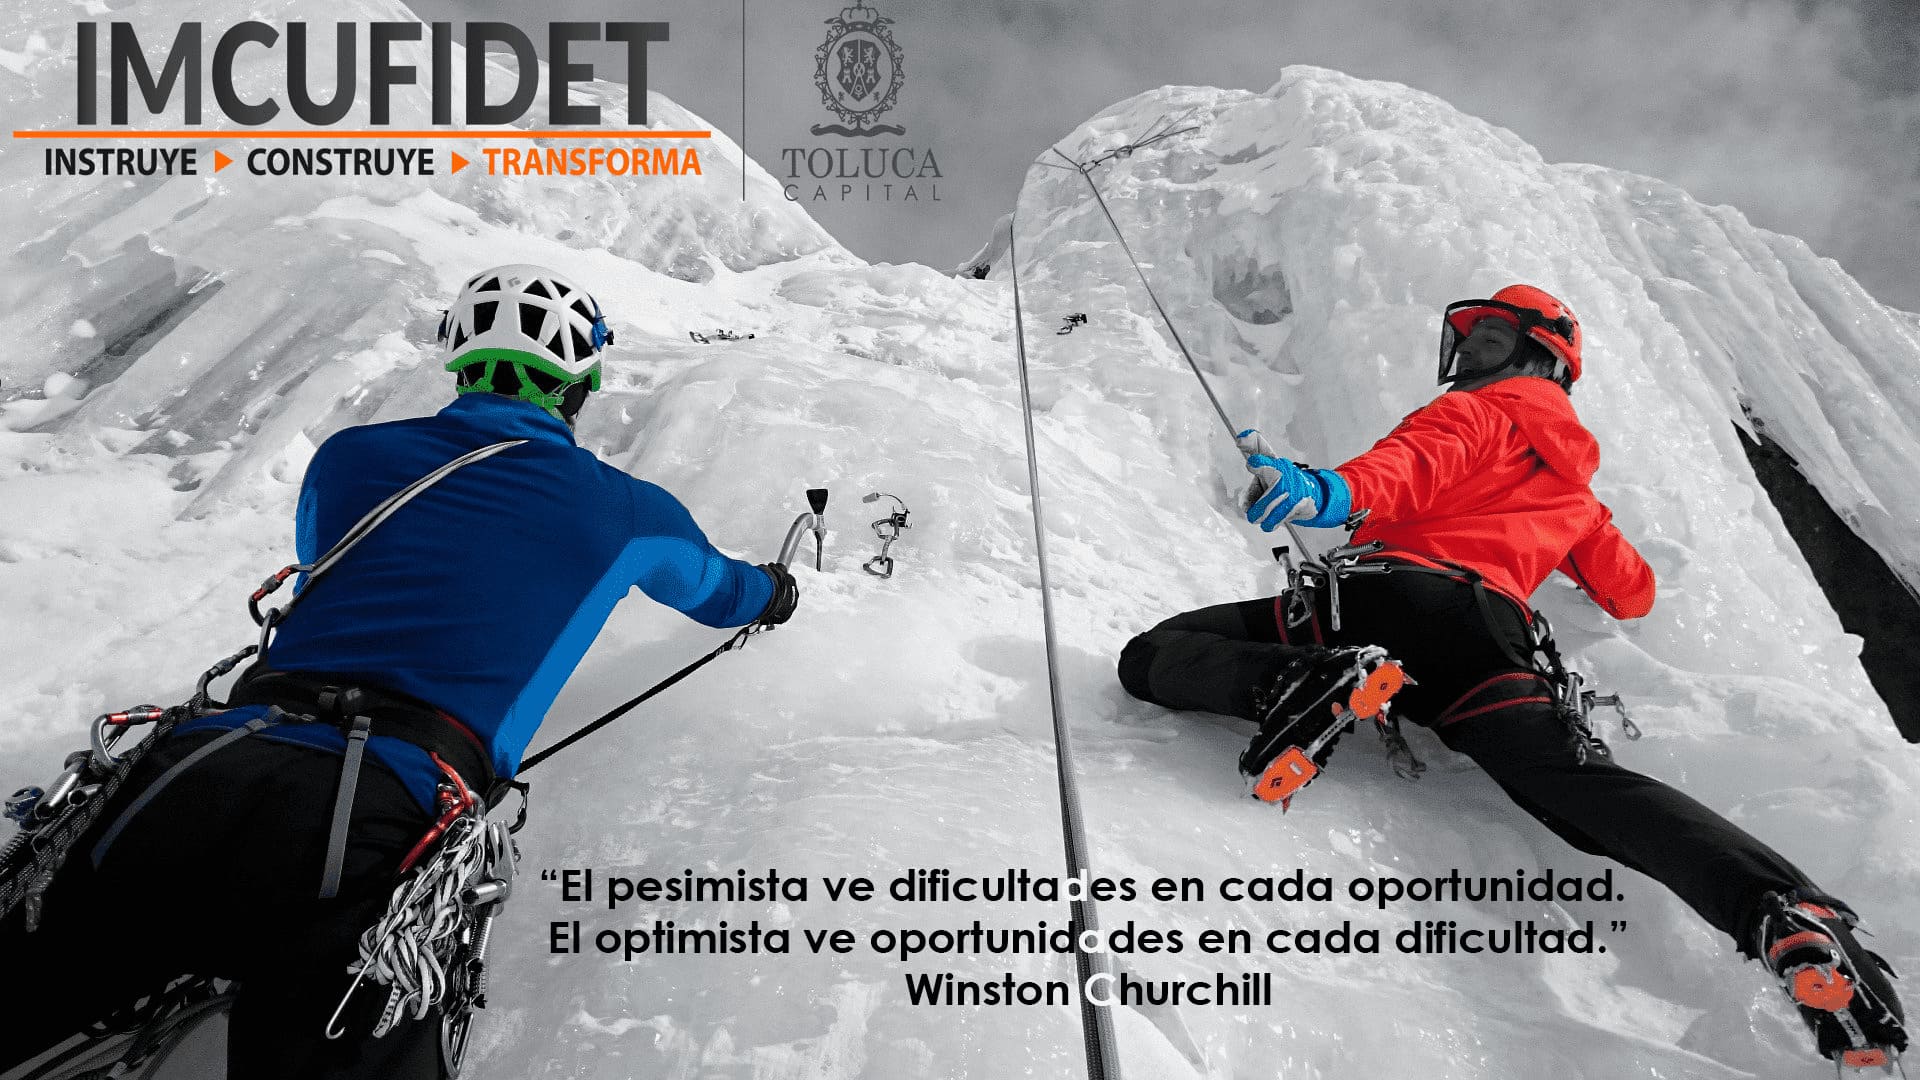 IMCUFIDET
INSTRUYE ▶ CONSTRUYE ▶ TRANSFORMA
TOLUCA
CAPITAL
“El pesimista ve dificultades en cada oportunidad.
El optimista ve oportunidades en cada dificultad.”
Winston Churchill